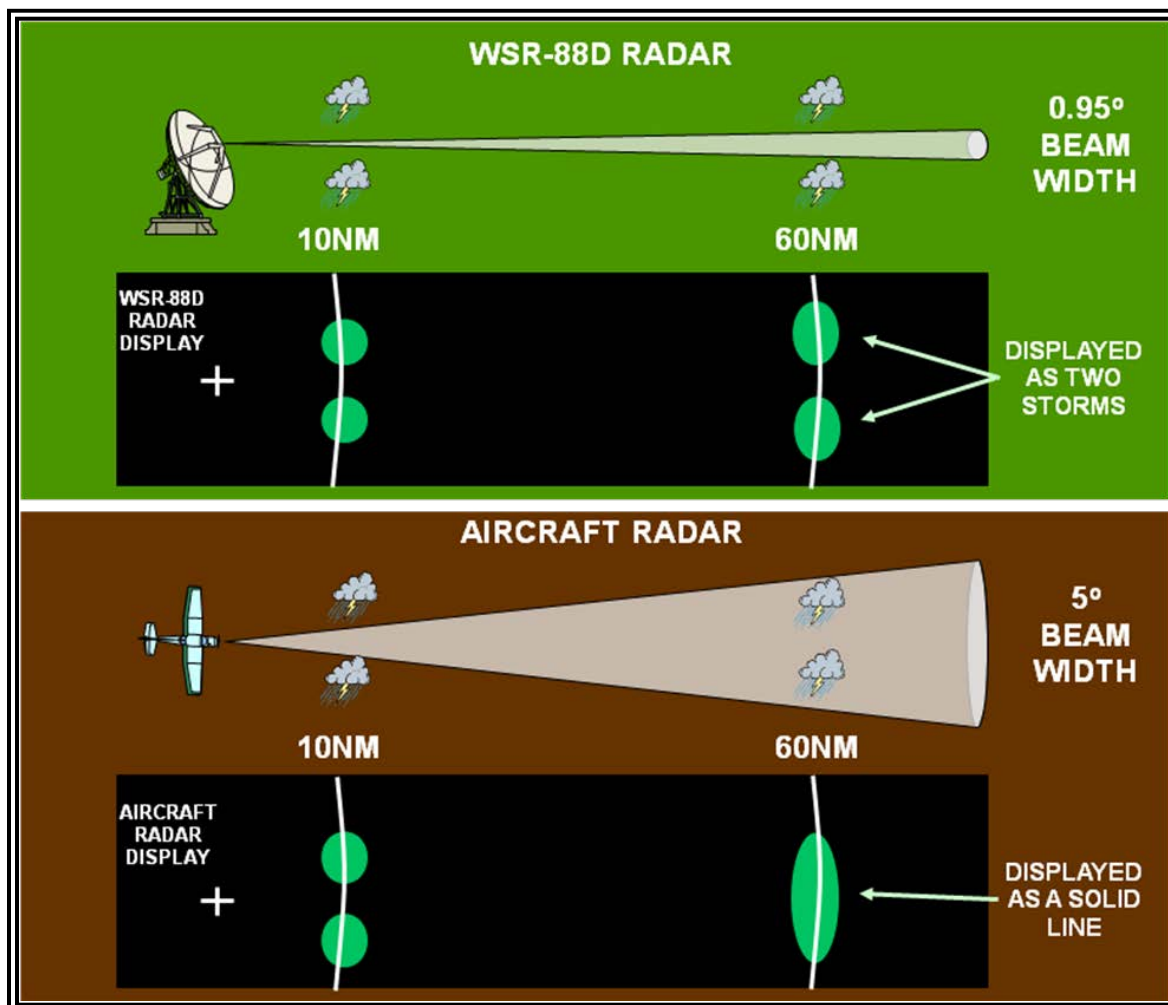 WSR-88D RADAR
0.95º
BEAM
WIDTH
10NM
60NM
WSR-88D
RADAR
DISPLAY
DISPLAYED
AS TWO
STORMS
AIRCRAFT RADAR
5º
BEAM
WIDTH
10NM
60NM
AIRCRAFT
RADAR
DISPLAY
DISPLAYED
AS A SOLID
LINE